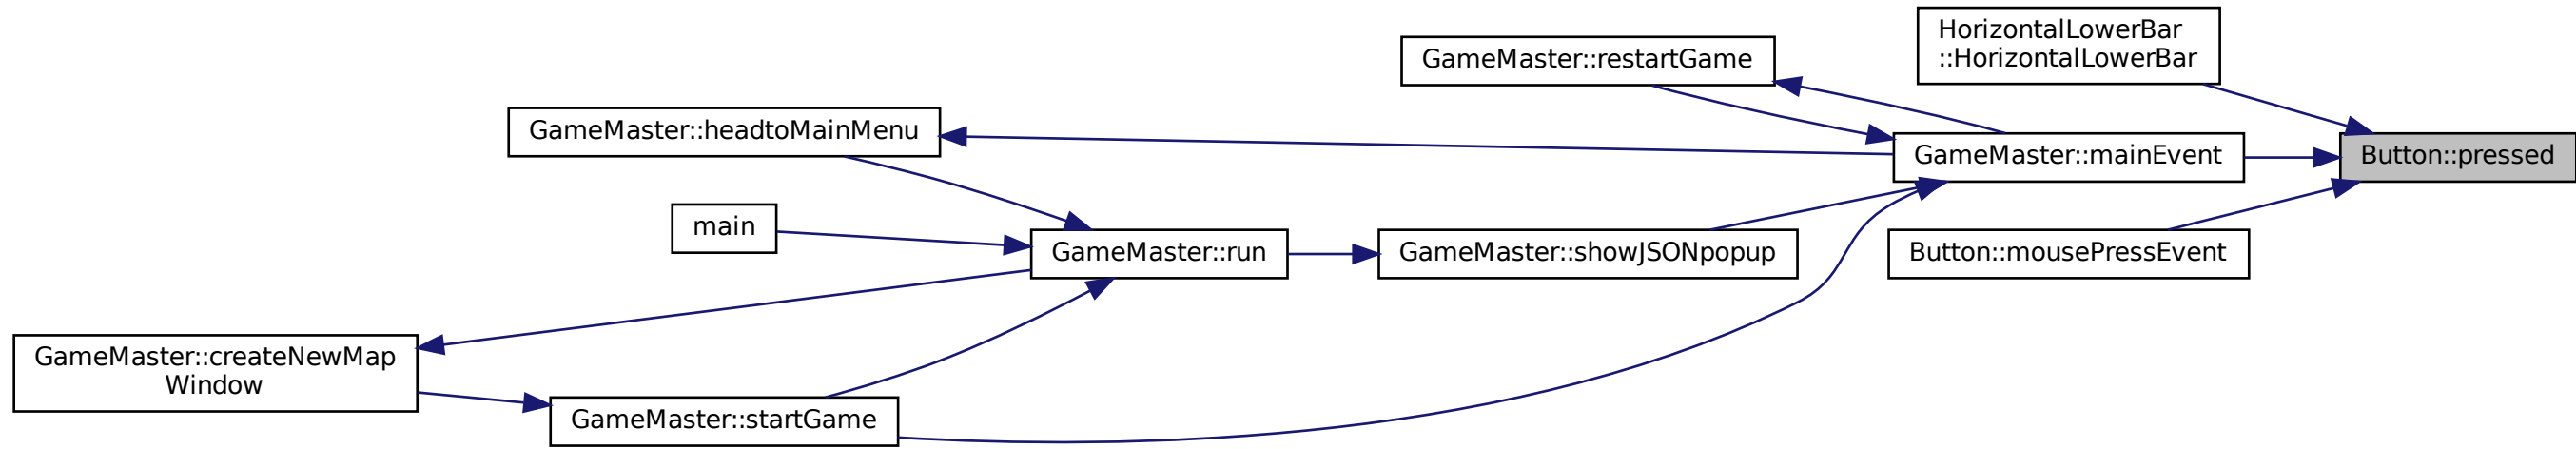 HorizontalLowerBar
::HorizontalLowerBar
GameMaster::restartGame
GameMaster::headtoMainMenu
GameMaster::mainEvent
Button::pressed
main
GameMaster::run
GameMaster::showJSONpopup
Button::mousePressEvent
GameMaster::createNewMap
Window
GameMaster::startGame